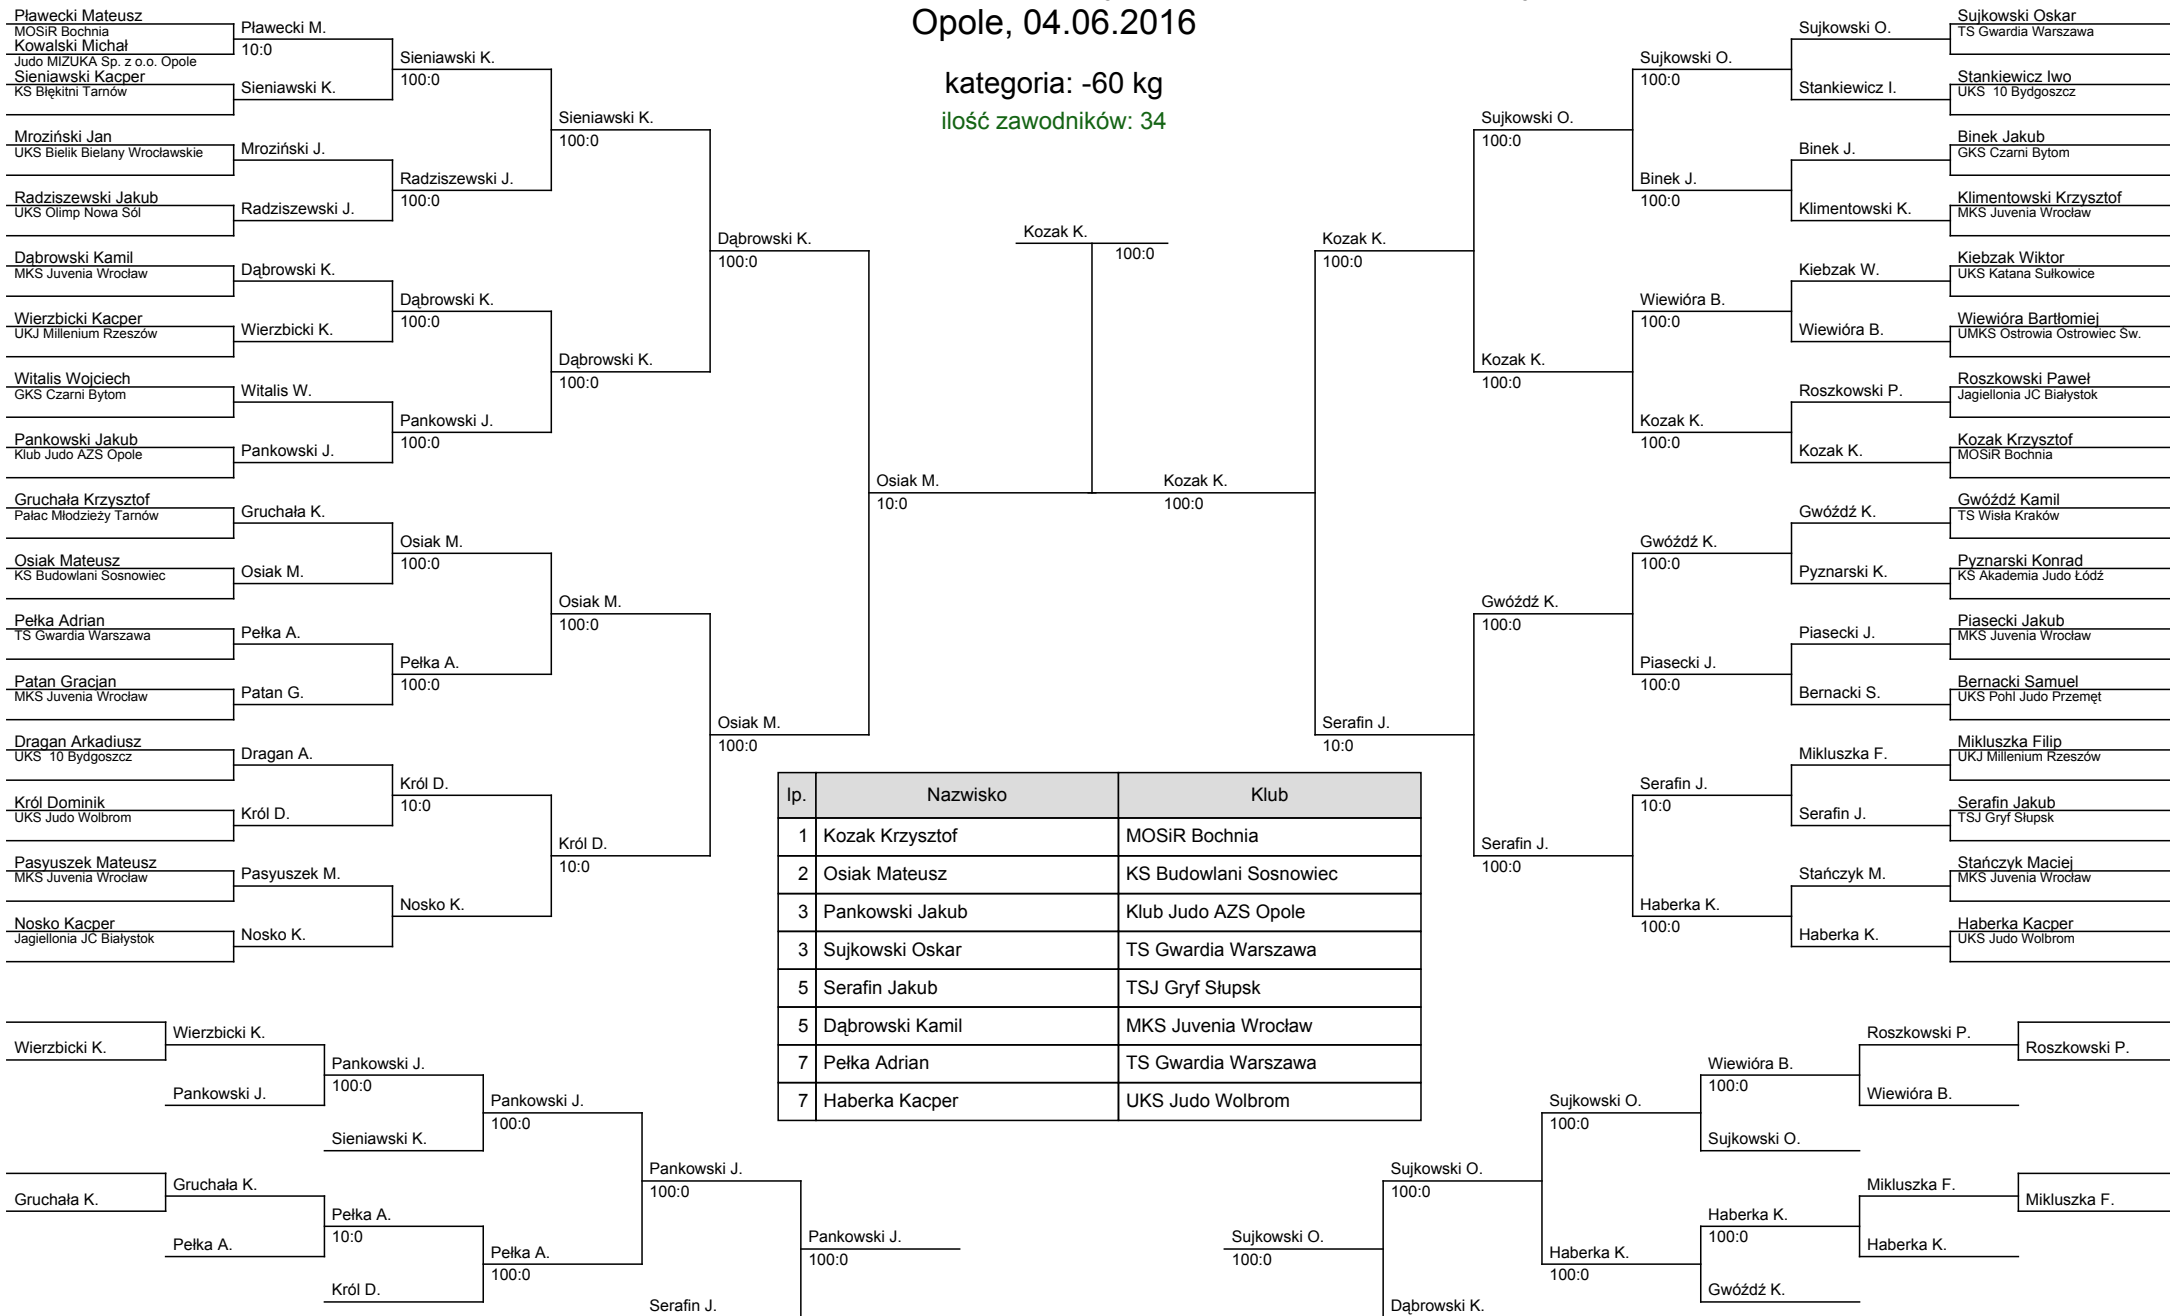 Opole, 04.06.2016
kategoria: -60 kg
ilość zawodników: 34
Pławecki Mateusz
MOSiR Bochnia
Kowalski Michał
Judo MIZUKA Sp. z o.o. Opole
Sieniawski Kacper
KS Błękitni Tarnów
Mroziński Jan
UKS Bielik Bielany Wrocławskie
Radziszewski Jakub
UKS Olimp Nowa Sól
Dąbrowski Kamil
MKS Juvenia Wrocław
Wierzbicki Kacper
UKJ Millenium Rzeszów
Witalis Wojciech
GKS Czarni Bytom
Pankowski Jakub
Klub Judo AZS Opole
Gruchała Krzysztof
Pałac Młodzieży Tarnów
Osiak Mateusz
KS Budowlani Sosnowiec
Pełka Adrian
TS Gwardia Warszawa
Patan Gracjan
MKS Juvenia Wrocław
Dragan Arkadiusz
UKS 10 Bydgoszcz
Król Dominik
UKS Judo Wolbrom
Pasyuszek Mateusz
MKS Juvenia Wrocław
Nosko Kacper
Jagiellonia JC Białystok
Pławecki M.
10:0
Sieniawski K.
Mroziński J.
Radziszewski J.
Dąbrowski K.
Wierzbicki K.
Witalis W.
Pankowski J.
Gruchała K.
Osiak M.
Pełka A.
Patan G.
Dragan A.
Król D.
Pasyuszek M.
Nosko K.
Sieniawski K.
100:0
Radziszewski J.
100:0
Dąbrowski K.
100:0
Pankowski J.
100:0
Osiak M.
100:0
Pełka A.
100:0
Król D.
10:0
Nosko K.
Sieniawski K.
100:0
Dąbrowski K.
100:0
Osiak M.
100:0
Król D.
10:0
Dąbrowski K.
100:0
Osiak M.
100:0
Osiak M.
10:0
Kozak K.
100:0
Kozak K.
100:0
Kozak K.
100:0
Serafin J.
10:0
Sujkowski O.
100:0
Kozak K.
100:0
Gwóźdź K.
100:0
Serafin J.
100:0
Sujkowski O.
100:0
Binek J.
100:0
Wiewióra B.
100:0
Kozak K.
100:0
Gwóźdź K.
100:0
Piasecki J.
100:0
Serafin J.
10:0
Haberka K.
100:0
Sujkowski O.
Stankiewicz I.
Binek J.
Klimentowski K.
Kiebzak W.
Wiewióra B.
Roszkowski P.
Kozak K.
Gwóźdź K.
Pyznarski K.
Piasecki J.
Bernacki S.
Mikluszka F.
Serafin J.
Stańczyk M.
Haberka K.
Sujkowski Oskar
TS Gwardia Warszawa
Stankiewicz Iwo
UKS 10 Bydgoszcz
Binek Jakub
GKS Czarni Bytom
Klimentowski Krzysztof
MKS Juvenia Wrocław
Kiebzak Wiktor
UKS Katana Sułkowice
Wiewióra Bartłomiej
UMKS Ostrowia Ostrowiec Św.
Roszkowski Paweł
Jagiellonia JC Białystok
Kozak Krzysztof
MOSiR Bochnia
Gwóźdź Kamil
TS Wisła Kraków
Pyznarski Konrad
KS Akademia Judo Łódź
Piasecki Jakub
MKS Juvenia Wrocław
Bernacki Samuel
UKS Pohl Judo Przemęt
Mikluszka Filip
UKJ Millenium Rzeszów
Serafin Jakub
TSJ Gryf Słupsk
Stańczyk Maciej
MKS Juvenia Wrocław
Haberka Kacper
UKS Judo Wolbrom
lp. Nazwisko Klub
1 Kozak Krzysztof MOSiR Bochnia
2 Osiak Mateusz KS Budowlani Sosnowiec
3 Pankowski Jakub Klub Judo AZS Opole
3 Sujkowski Oskar TS Gwardia Warszawa
5 Serafin Jakub TSJ Gryf Słupsk
5 Dąbrowski Kamil MKS Juvenia Wrocław
7 Pełka Adrian TS Gwardia Warszawa
7 Haberka Kacper UKS Judo Wolbrom
Wierzbicki K.
Gruchała K.
Wierzbicki K.
Pankowski J.
Gruchała K.
Pełka A.
Pankowski J.
100:0
Sieniawski K.
Pełka A.
10:0
Król D.
Pankowski J.
100:0
Pełka A.
100:0
Pankowski J.
100:0
Serafin J.
Pankowski J.
100:0
Sujkowski O.
100:0
Sujkowski O.
100:0
Dąbrowski K.
Sujkowski O.
100:0
Haberka K.
100:0
Wiewióra B.
100:0
Sujkowski O.
Haberka K.
100:0
Gwóźdź K.
Roszkowski P.
Wiewióra B.
Mikluszka F.
Haberka K.
Roszkowski P.
Mikluszka F.